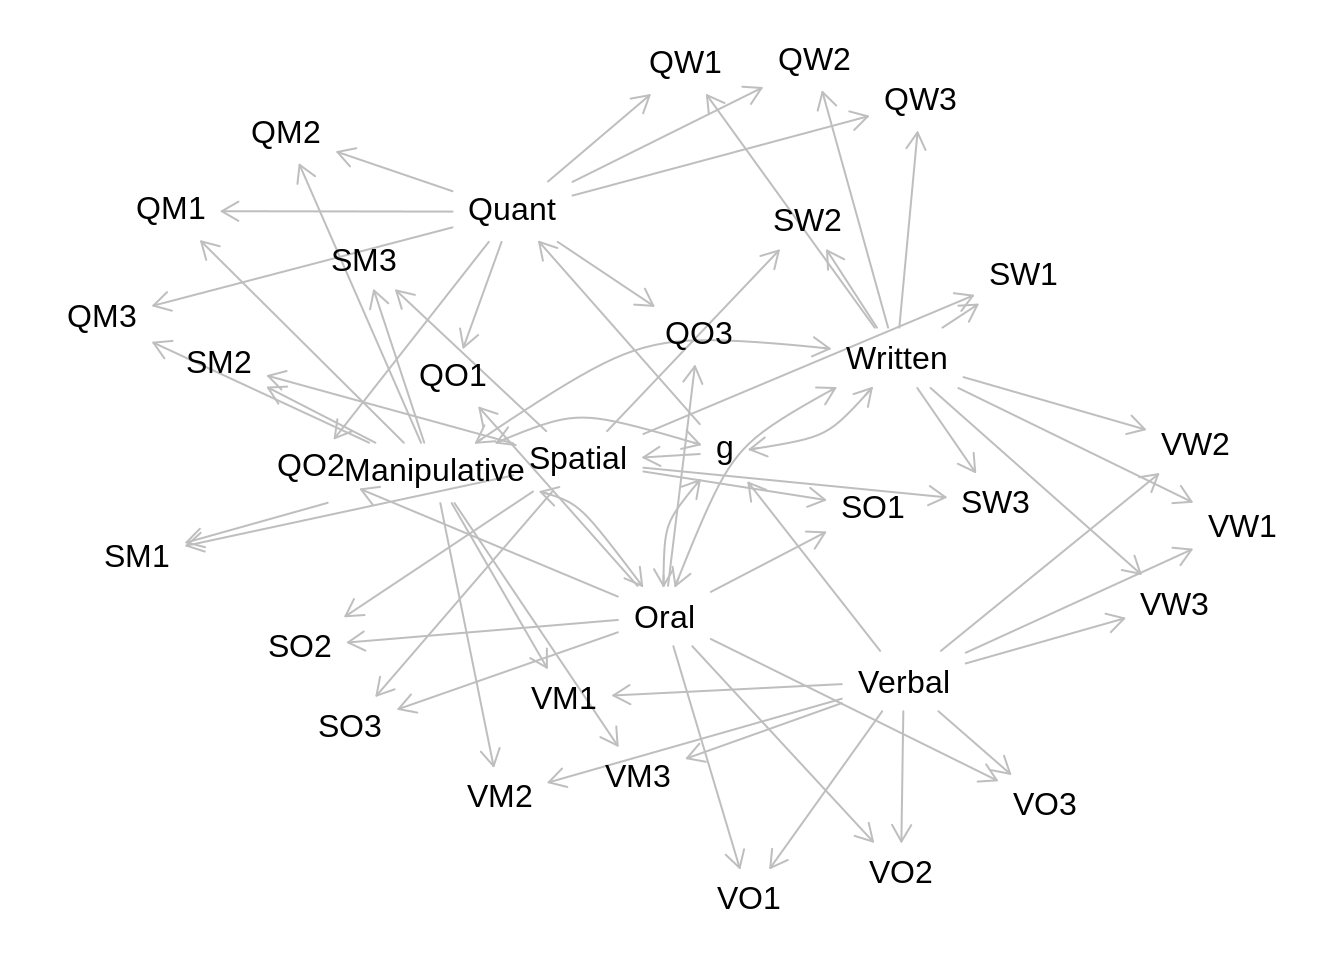 QW1
QW2
QW3
QM2
QM1
Quant
SW2
SM3
SW1
QM3
QO3
SM2
Written
QO1
VW2
g
Spatial
QO2
Manipulative
SW3
SO1
VW1
SM1
VW3
Oral
SO2
Verbal
VM1
SO3
VM3
VM2
VO3
VO2
VO1